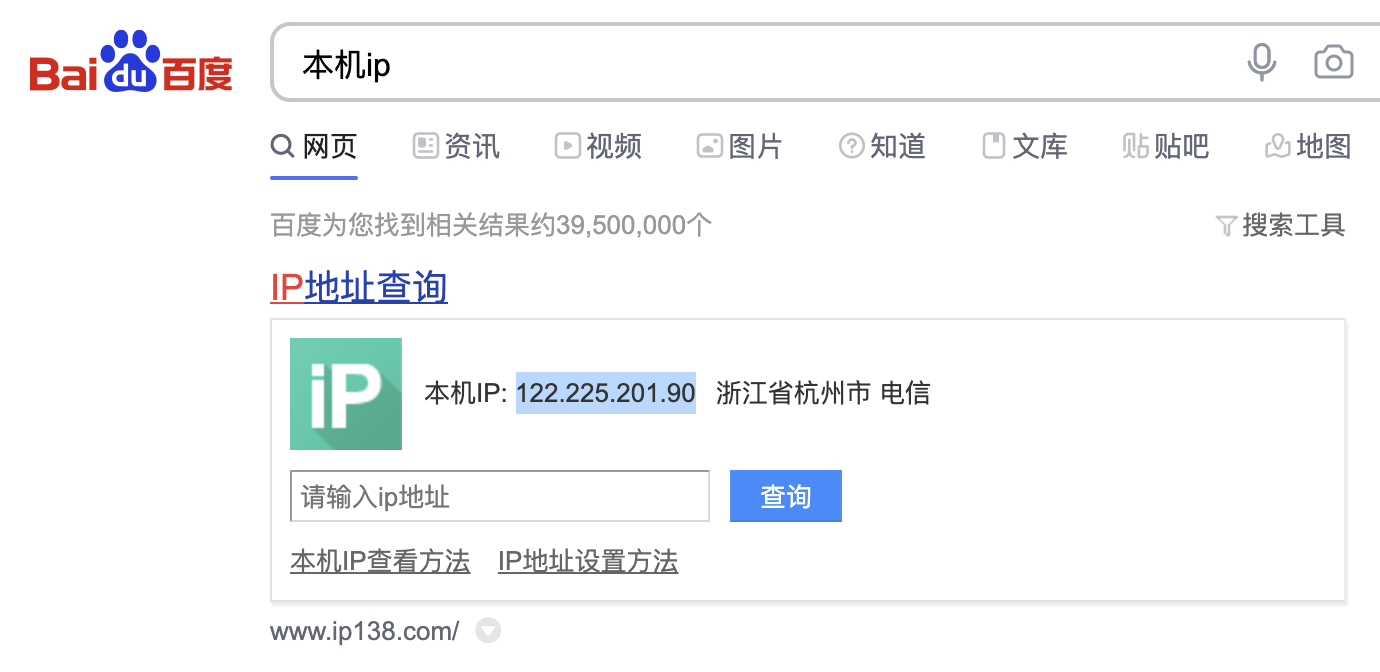 Bai du 百度 本机ip
网页 资讯 视频 图片 知道 文库 贴吧 地图
百度为您找到相关结果约39,500,000个 搜索工具
IP地址查询
iP 本机IP: 122.225.201.90 浙江省杭州市 电信
请输入ip地址 查询
本机IP查看方法 IP地址设置方法
www.ip138.com/